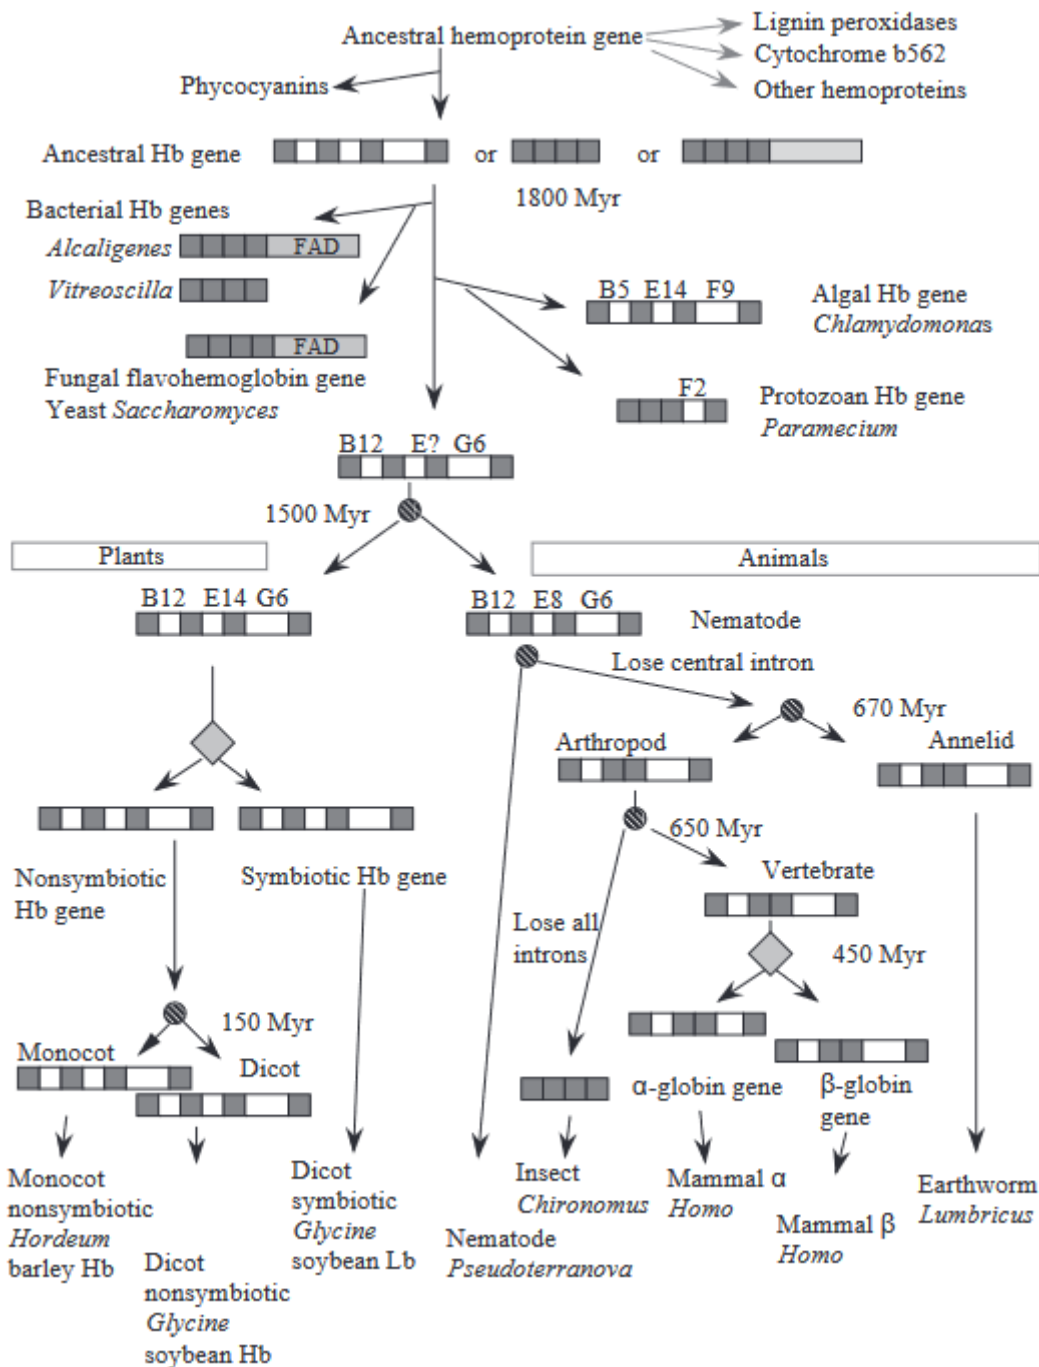 Ancestral hemoprotein gene
Lignin peroxidases
Cytochrome b562
Other hemoproteins
Phycocyanins
Ancestral Hb gene
or
or
1800 Myr
Bacterial Hb genes
Alcaligenes
FAD
Vitreoscilla
FAD
Fungal flavohemoglobin gene
Yeast Saccharomyces
B5 E14 F9
Algal Hb gene
Chlamydomonas
F2
Protozoan Hb gene
Paramecium
B12 E? G6
1500 Myr
Plants
Animals
B12 E14 G6
B12 E8 G6
Nematode
Lose central intron
670 Myr
Arthropod
Annelid
650 Myr
Vertebrate
Nonsymbiotic
Hb gene
Symbiotic Hb gene
Lose all
introns
450 Myr
150 Myr
Monocot
Dicot
α-globin gene
β-globin
gene
Monocot
nonsymbiotic
Hordeum
barley Hb
Dicot
nonsymbiotic
Glycine
soybean Hb
Dicot
symbiotic
Glycine
soybean Lb
Nematode
Pseudoterranova
Insect
Chironomus
Mammal α
Homo
Mammal β
Homo
Earthworm
Lumbricus